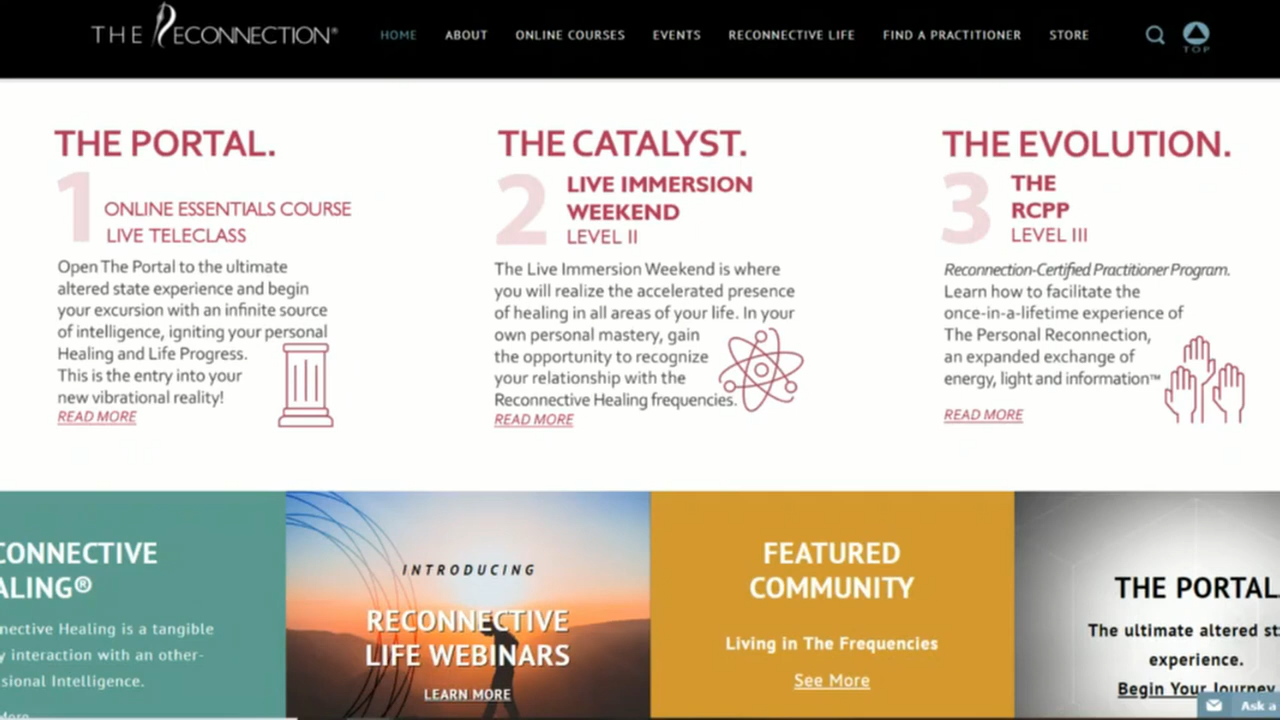 THE RECONNECTION®
HOME ABOUT ONLINE COURSES EVENTS RECONNECTIVE LIFE FIND A PRACTITIONER STORE
TOP
THE PORTAL.
1
ONLINE ESSENTIALS COURSE
LIVE TELECLASS
Open The Portal to the ultimate
altered state experience and begin
your excursion with an infinite source
of intelligence, igniting your personal
Healing and Life Progress.
This is the entry into your
new vibrational reality!
READ MORE
THE CATALYST.
2
LIVE IMMERSION
WEEKEND
LEVEL II
The Live Immersion Weekend is where
you will realize the accelerated presence
of healing in all areas of your life. In your
own personal mastery, gain
the opportunity to recognize
your relationship with the
Reconnective Healing frequencies.
READ MORE
THE EVOLUTION.
3
THE
RCPP
LEVEL III
Reconnection-Certified Practitioner Program.
Learn how to facilitate the
once-in-a-lifetime experience of
The Personal Reconnection,
an expanded exchange of
energy, light and information™
READ MORE
CONNECTIVE
ALING®
nective Healing is a tangible
y interaction with an other-
sional Intelligence.
More
INTRODUCING
RECONNECTIVE
LIFE WEBINARS
LEARN MORE
FEATURED
COMMUNITY
Living in The Frequencies
See More
THE PORTAL.
The ultimate altered st
experience.
Begin Your Journey
Ask a